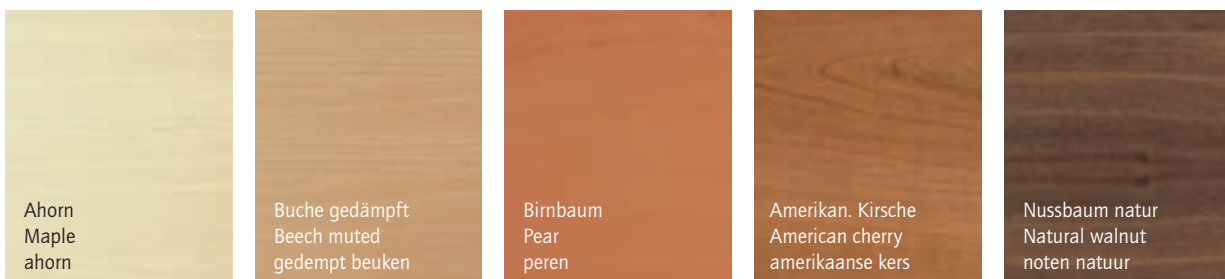 Ahorn
Maple
ahorn
Buche gedämpft
Beech muted
gedempt beuken
Birnbaum
Pear
peren
Amerikan. Kirsche
American cherry
amerikaanse kers
Nussbaum natur
Natural walnut
noten natuur